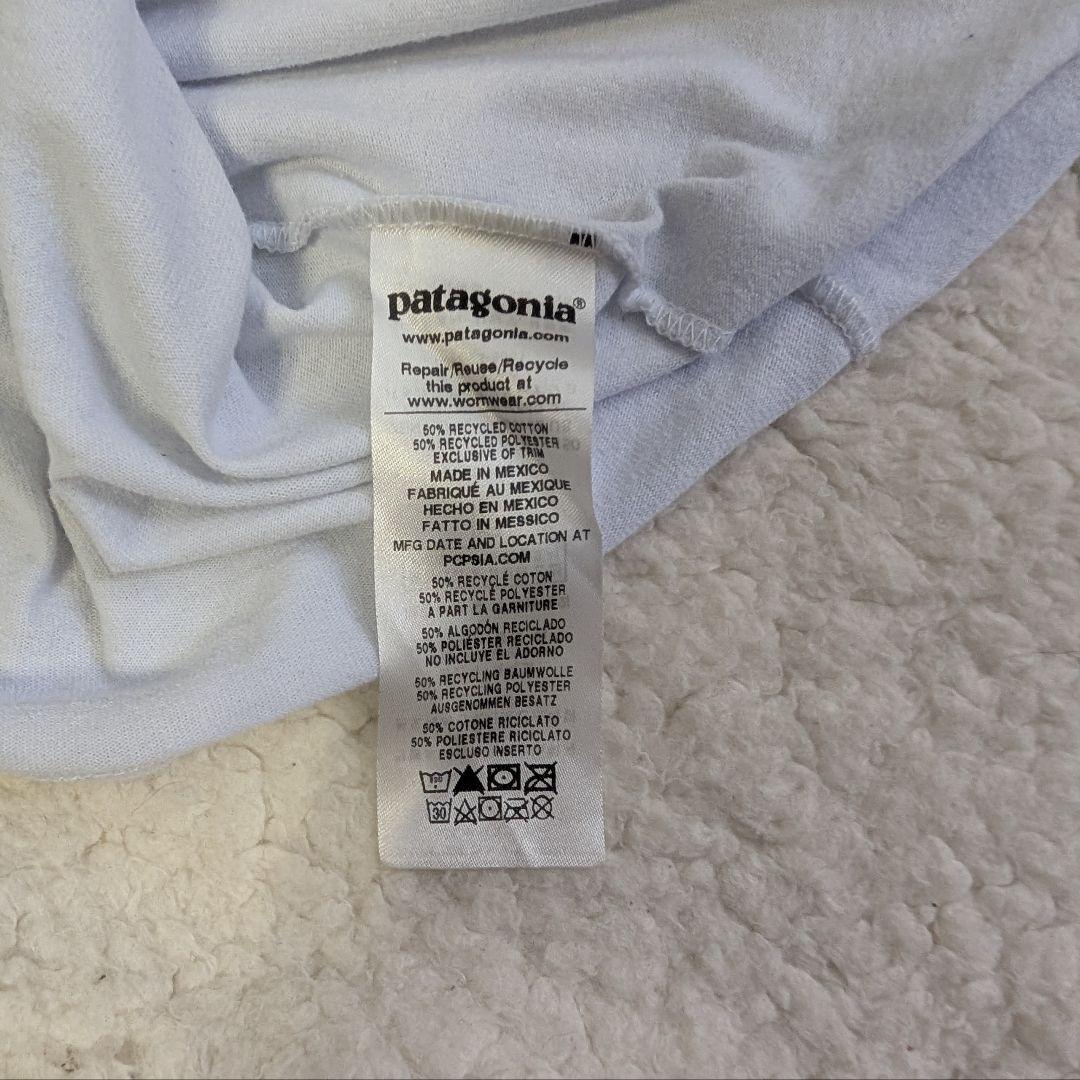 patagonia®
www.patagonia.com
Repair/Reuse/Recycle
this product at
www.wornwear.com
50% RECYCLED COTTON
50% RECYCLED POLYESTER
EXCLUSIVE OF TRIM
MADE IN MEXICO
FABRIQUÉ AU MEXIQUE
HECHO EN MEXICO
FATTO IN MESSICO
MFG DATE AND LOCATION AT
PCPSIA.COM
50% RECYCLÉ COTON
50% RECYCLÉ POLYESTER
A PART LA GARNITURE
50% ALGODÓN RECICLADO
50% POLIÉSTER RECICLADO
NO INCLUYE EL ADORNO
50% RECYCLING BAUMWOLLE
50% RECYCLING POLYESTER
AUSGENOMMEN BESATZ
50% COTONE RICICLATO
50% POLIESTERE RICICLATO
ESCLUSO INSERTO
30